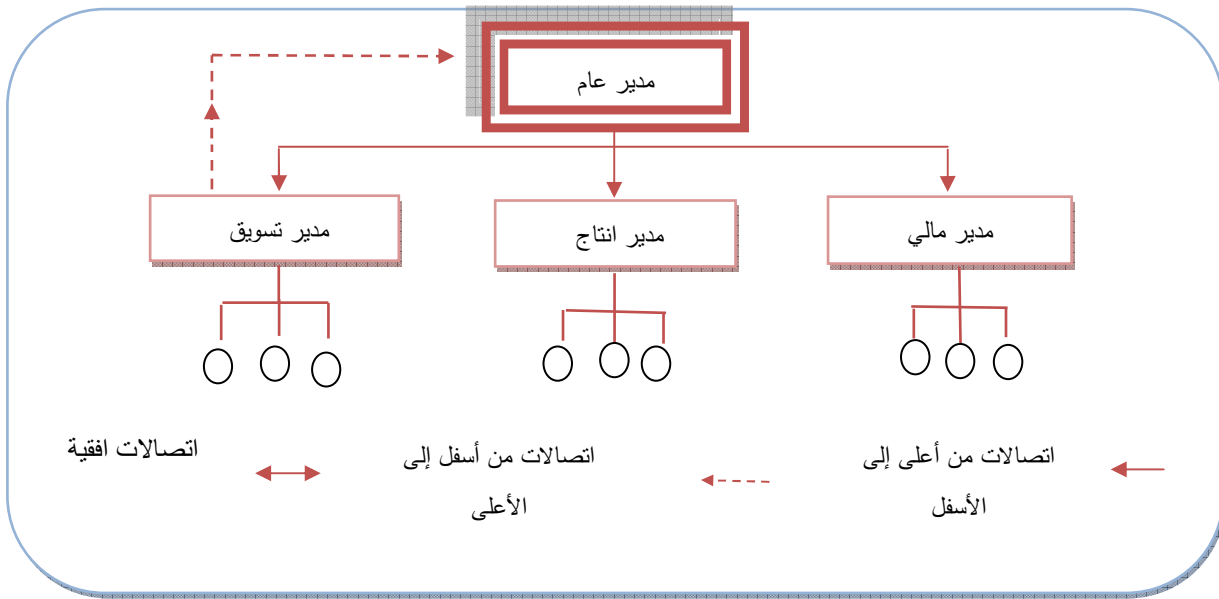 مدير عام
مدير مالي
مدير انتاج
مدير تسويق
اتصالات من أعلى إلى
الأسفل
اتصالات من أسفل إلى
الأعلى
اتصالات افقية